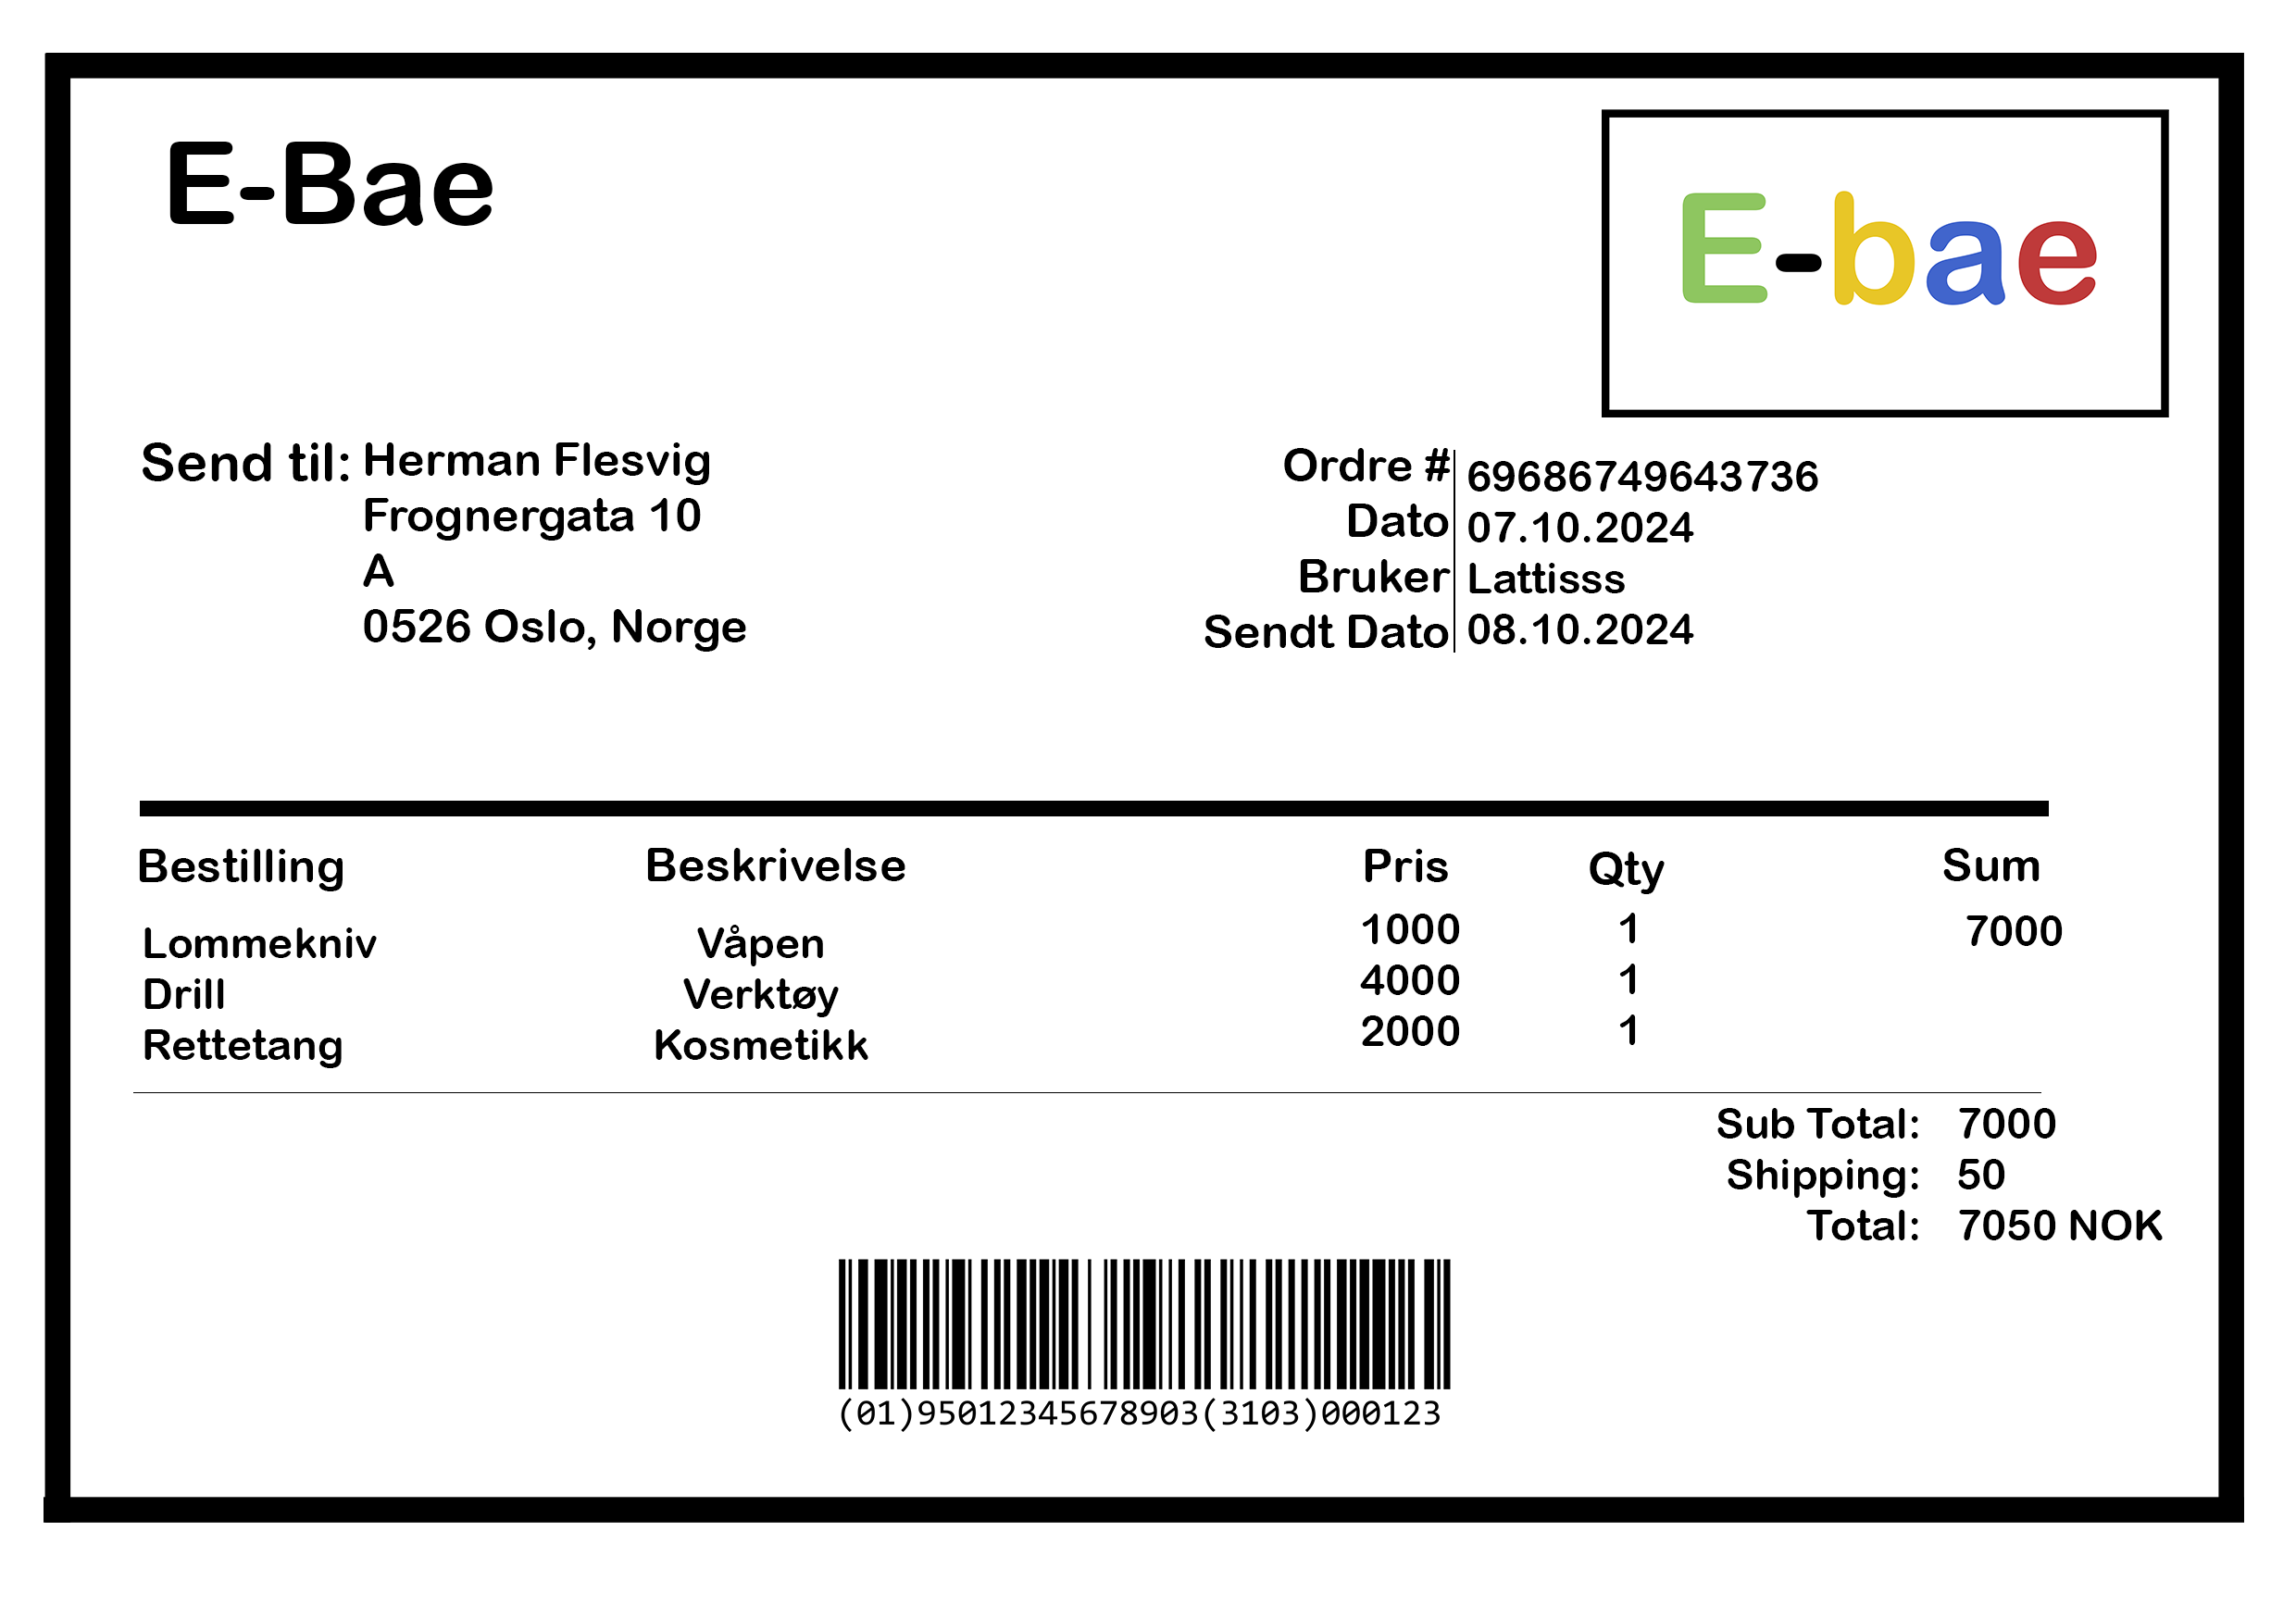 E-Bae
E-bae
Send til: Herman Flesvig
Frognergata 10
A
0526 Oslo, Norge
Ordre # 69686749643736
Dato 07.10.2024
Bruker Lattisss
Sendt Dato 08.10.2024
Bestilling Beskrivelse Pris Qty Sum
Lommekniv Våpen 1000 1 7000
Drill Verktøy 4000 1
Rettetang Kosmetikk 2000 1
Sub Total: 7000
Shipping: 50
Total: 7050 NOK
(01)95012345678903(3103)000123